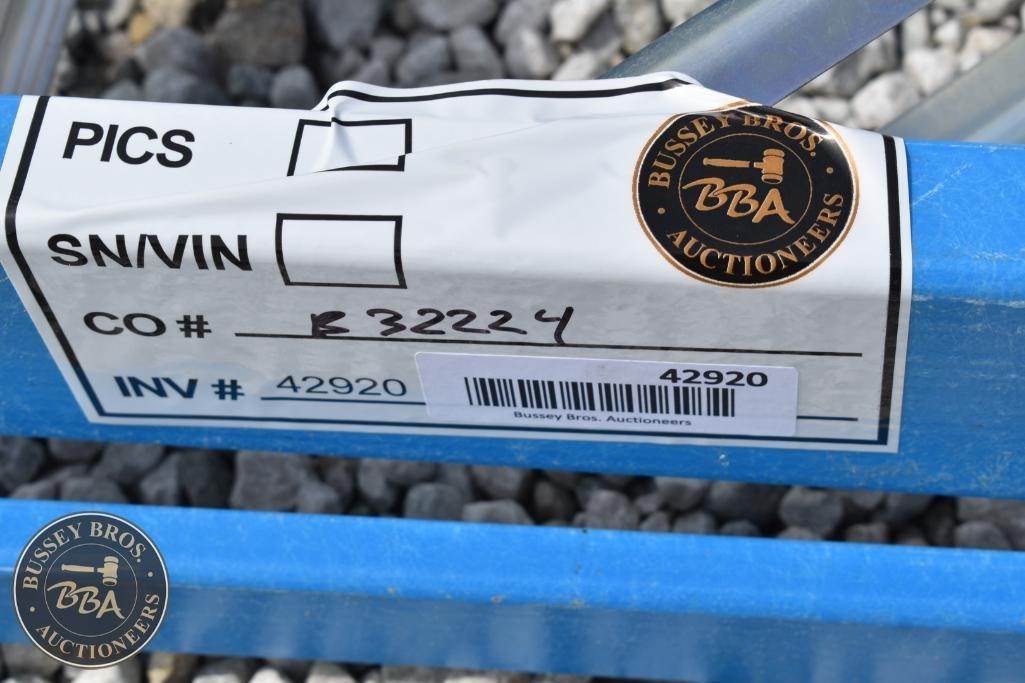 PICS
BUSSEY BROS.
BBA
AUCTIONEERS
SN/VIN
CO # B32224
INV # 42920
42920
Bussey Bros. Auctioneers
BUSSEY BROS.
BBA
AUCTIONEERS